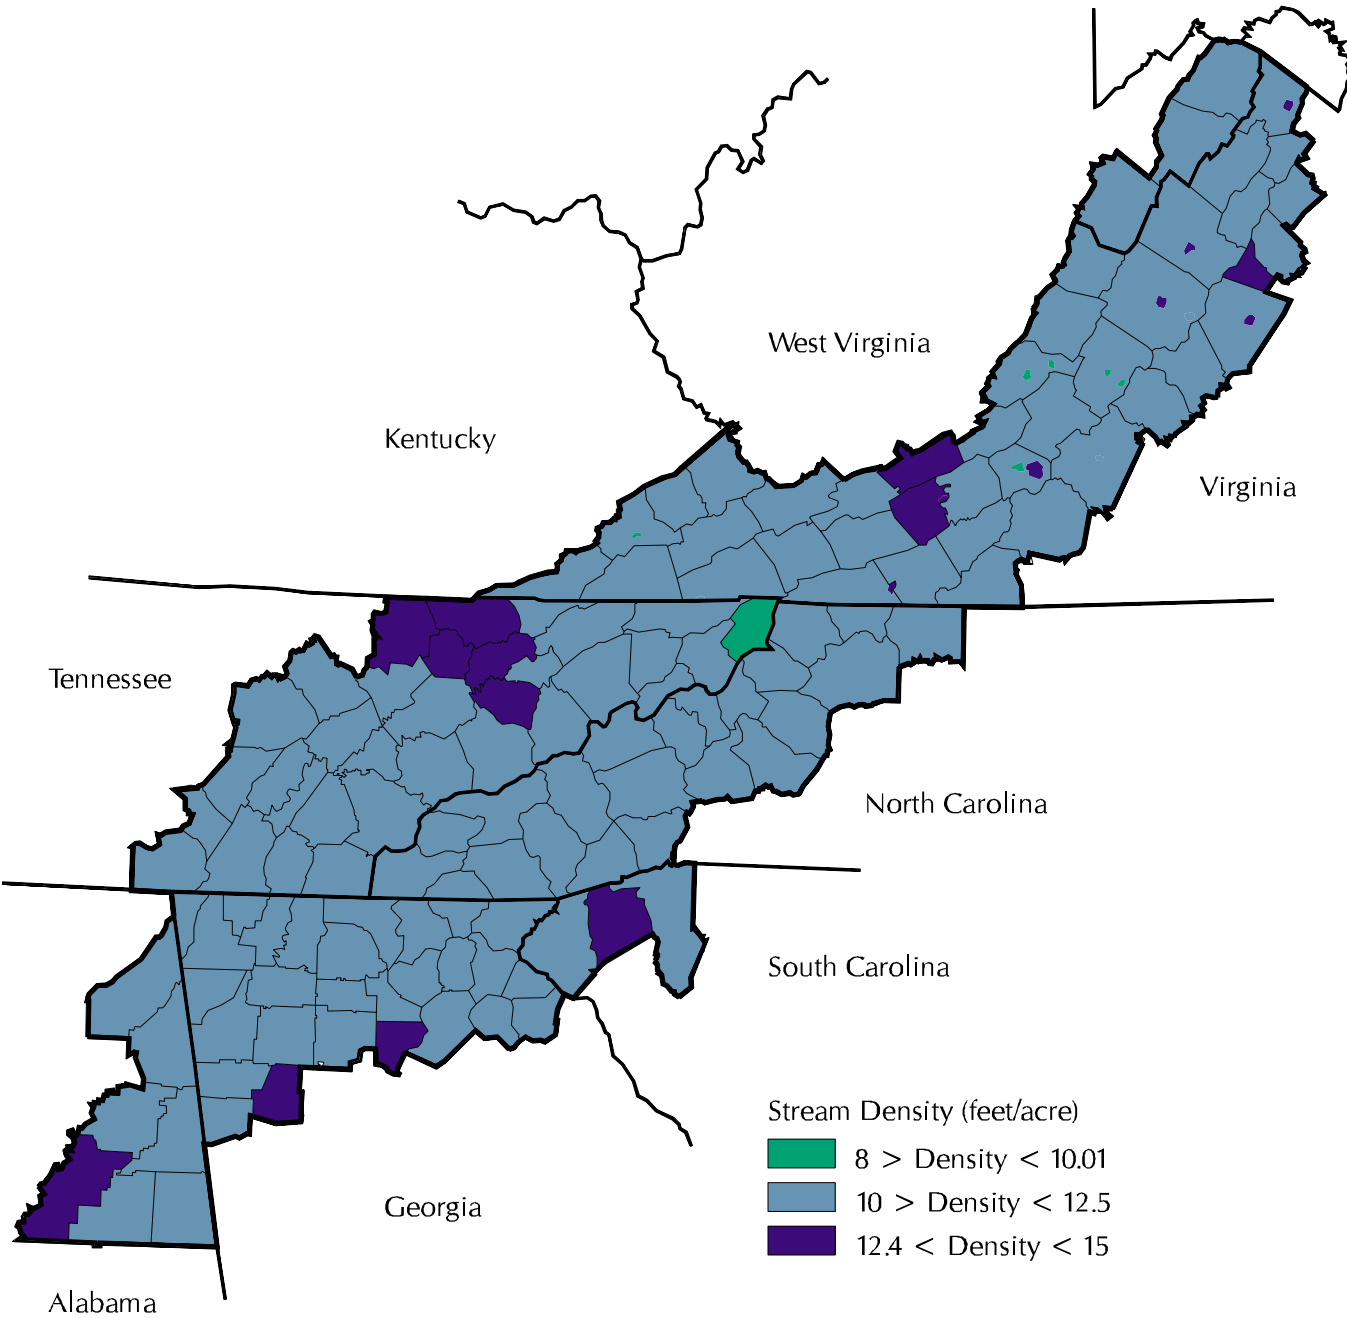 West Virginia
Kentucky
Virginia
Tennessee
North Carolina
South Carolina
Georgia
Alabama
Stream Density (feet/acre)
8 > Density < 10.01
10 > Density < 12.5
12.4 < Density < 15